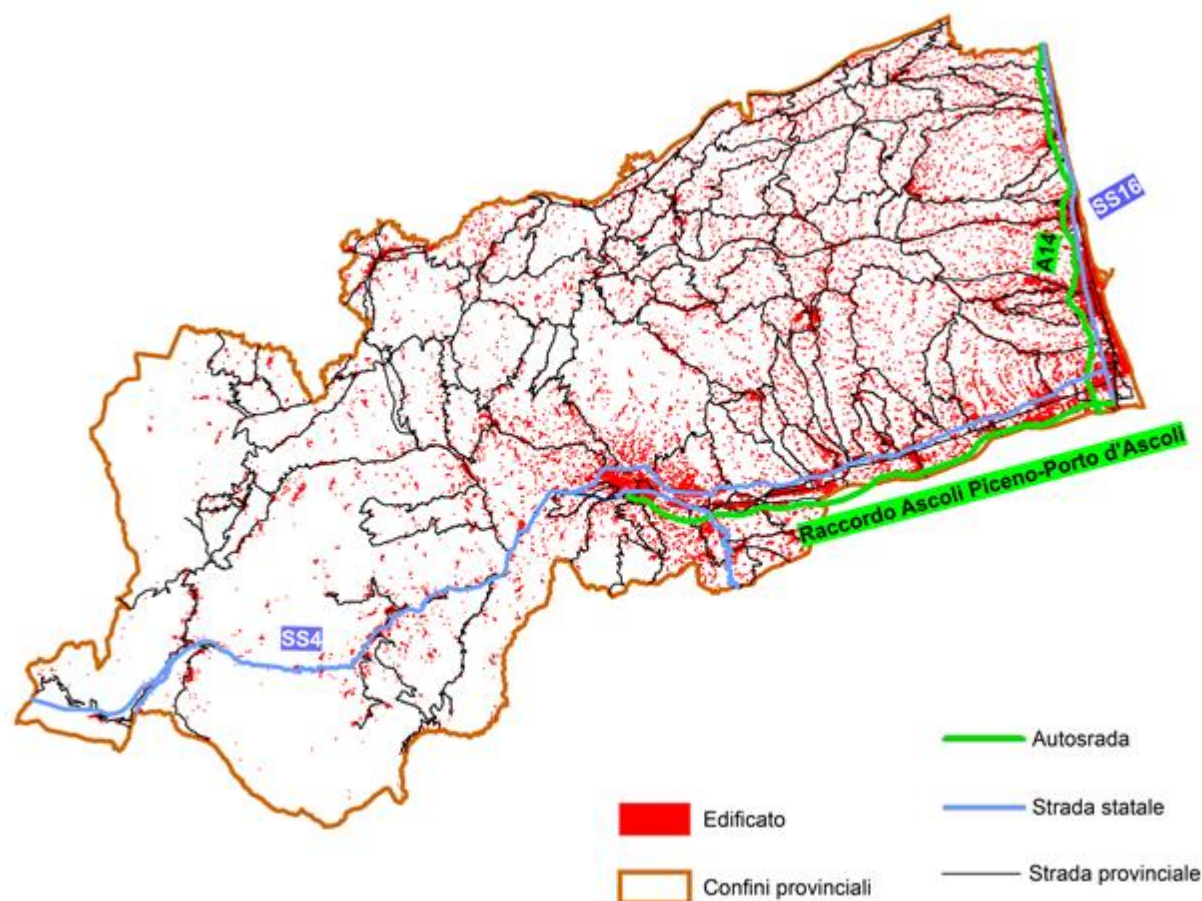 SS16
A14
Raccordo Ascoli Piceno-Porto d'Ascoli
SS4
Autosrada
Strada statale
Edificato
Strada provinciale
Confini provinciali